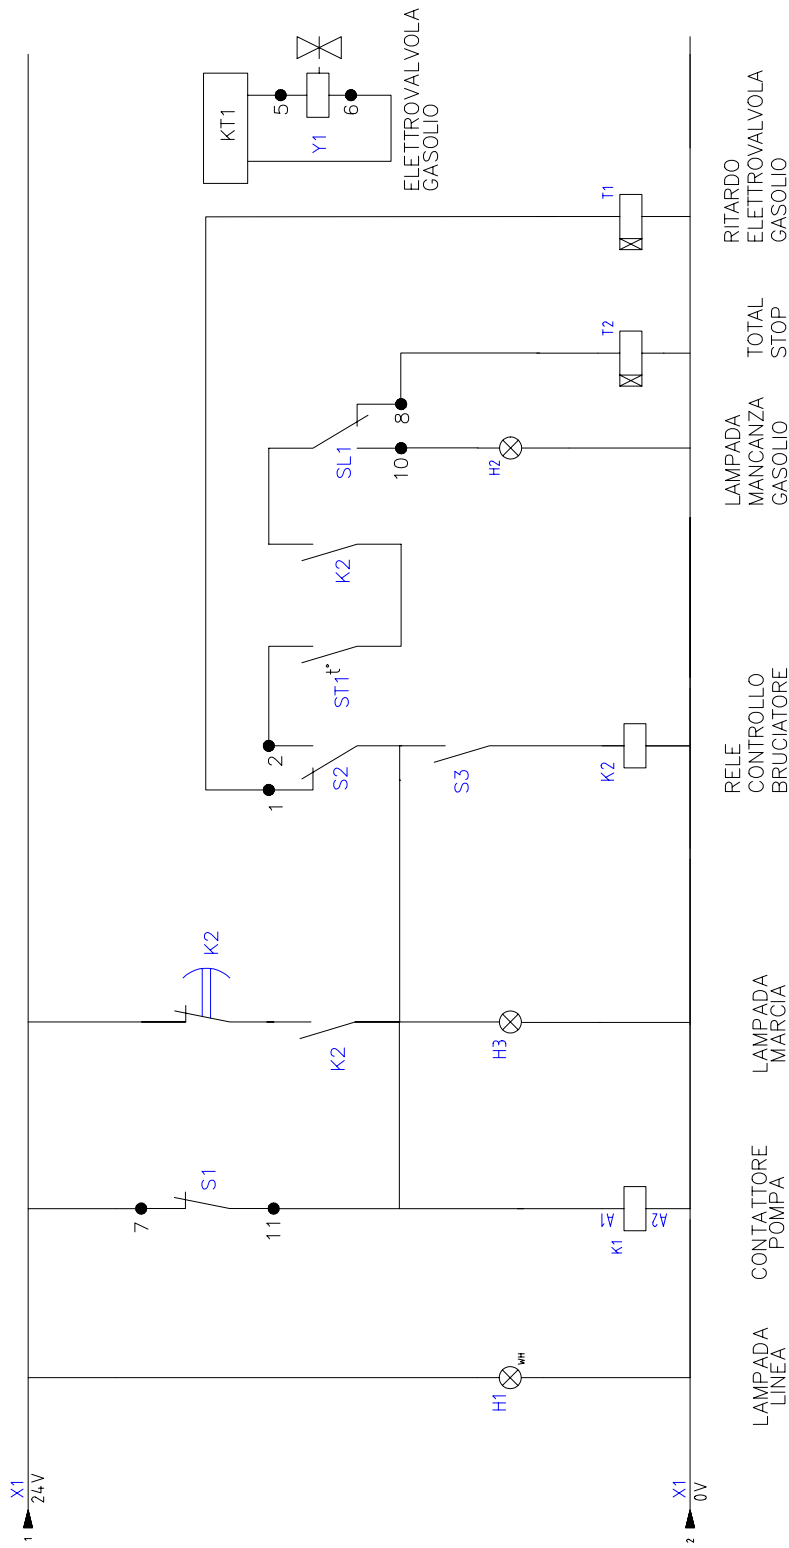 1
X1
24V
2
X1
0V
H1
WH
LAMPADA
LINEA
7
S1
11
K1
A1
A2
CONTATTORE
POMPA
K2
K2
H3
LAMPADA
MARCIA
1
2
S2
S3
K2
RELE
CONTROLLO
BRUCIATORE
ST1
t°
K2
SL1
10
8
H2
LAMPADA
MANCANZA
GASOLIO
T2
TOTAL
STOP
T1
RITARDO
ELETTROVALVOLA
GASOLIO
KT1
5
Y1
6
ELETTROVALVOLA
GASOLIO